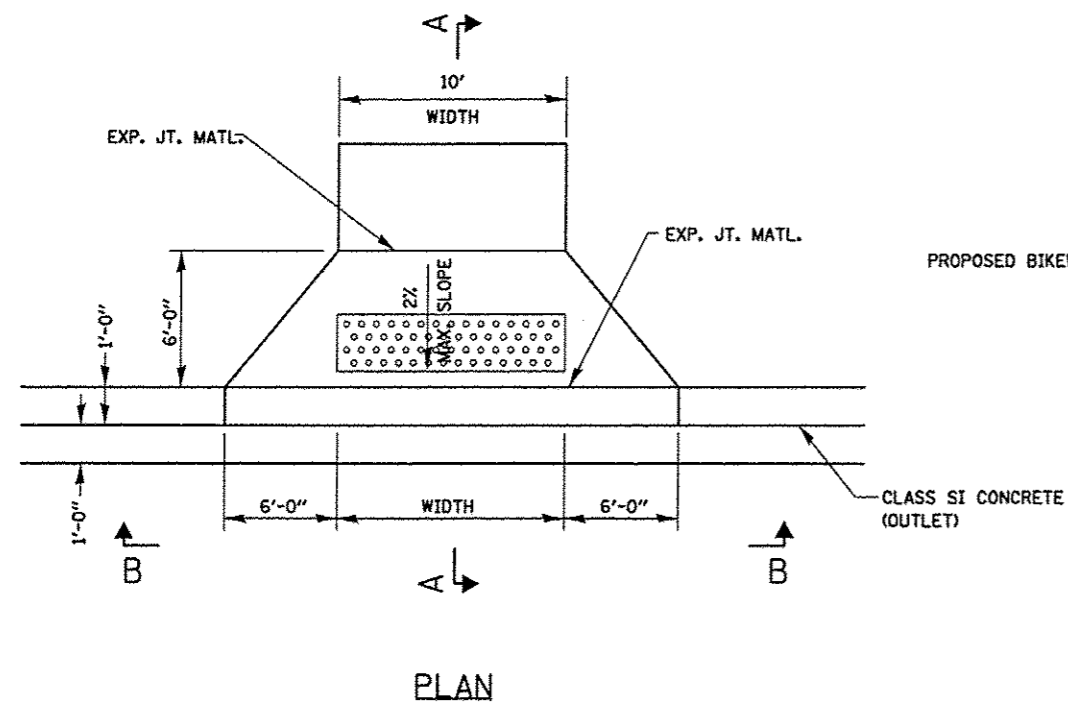 A
10'
WIDTH
EXP. JT. MATL.
EXP. JT. MATL.
PROPOSED
2%
MAX. SLOPE
6'-0"
1'-0"
1'-0"
6'-0"
WIDTH
6'-0"
CLASS SI CONCRETE
(OUTLET)
B
A
B
PLAN